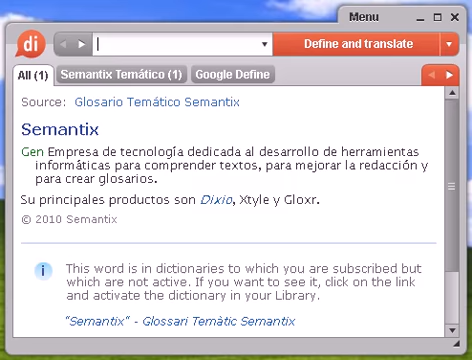 Menu
di
Define and translate
All (1)
Semantix Temático (1)
Google Define
Source: Glosario Temático Semantix
Semantix
Gen Empresa de tecnología dedicada al desarrollo de herramientas
informáticas para comprender textos, para mejorar la redacción y
para crear glosarios.
Su principales productos son Dixio, Xtyle y Gloxr.
© 2010 Semantix
i
This word is in dictionaries to which you are subscribed but
which are not active. If you want to see it, click on the link
and activate the dictionary in your Library.
"Semantix" - Glossari Temàtic Semantix